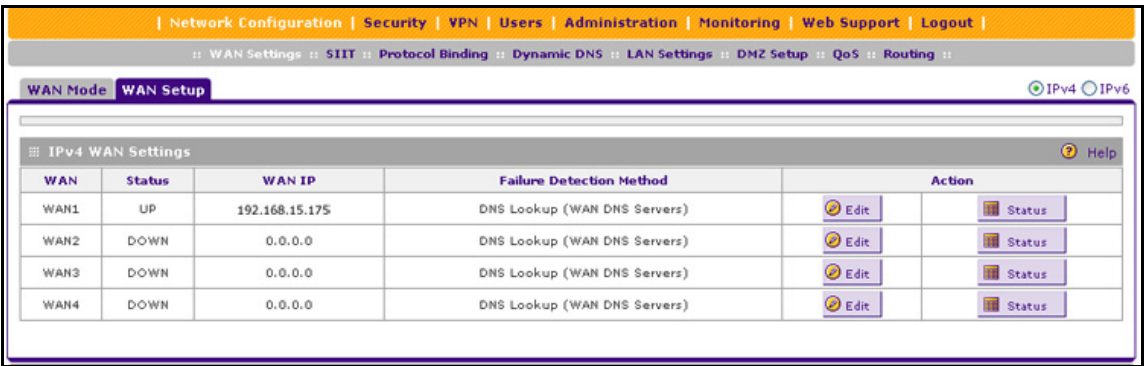 | Network Configuration | Security | VPN | Users | Administration | Monitoring | Web Support | Logout |
:: WAN Settings :: SIIT :: Protocol Binding :: Dynamic DNS :: LAN Settings :: DMZ Setup :: QoS :: Routing ::
WAN Mode WAN Setup IPv4 IPv6
IPv4 WAN Settings Help
WAN Status WAN IP Failure Detection Method Action
WAN1 UP 192.168.15.175 DNS Lookup (WAN DNS Servers) Edit Status
WAN2 DOWN 0.0.0.0 DNS Lookup (WAN DNS Servers) Edit Status
WAN3 DOWN 0.0.0.0 DNS Lookup (WAN DNS Servers) Edit Status
WAN4 DOWN 0.0.0.0 DNS Lookup (WAN DNS Servers) Edit Status